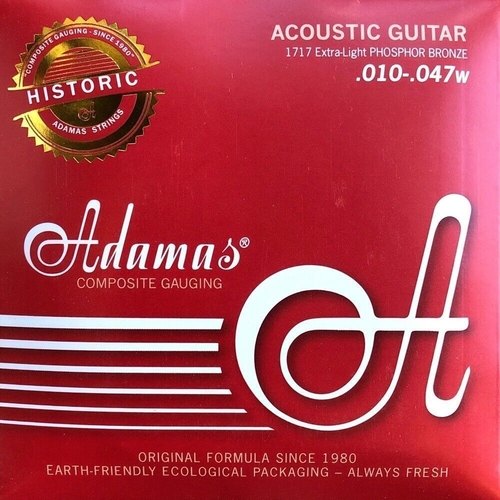 "COMPOSITE GAUGING - SINCE 1980"
HISTORIC
ADAMAS STRINGS
ACOUSTIC GUITAR
1717 Extra-Light PHOSPHOR BRONZE
.010-.047w
Adamas®
COMPOSITE GAUGING
A
ORIGINAL FORMULA SINCE 1980
EARTH-FRIENDLY ECOLOGICAL PACKAGING – ALWAYS FRESH